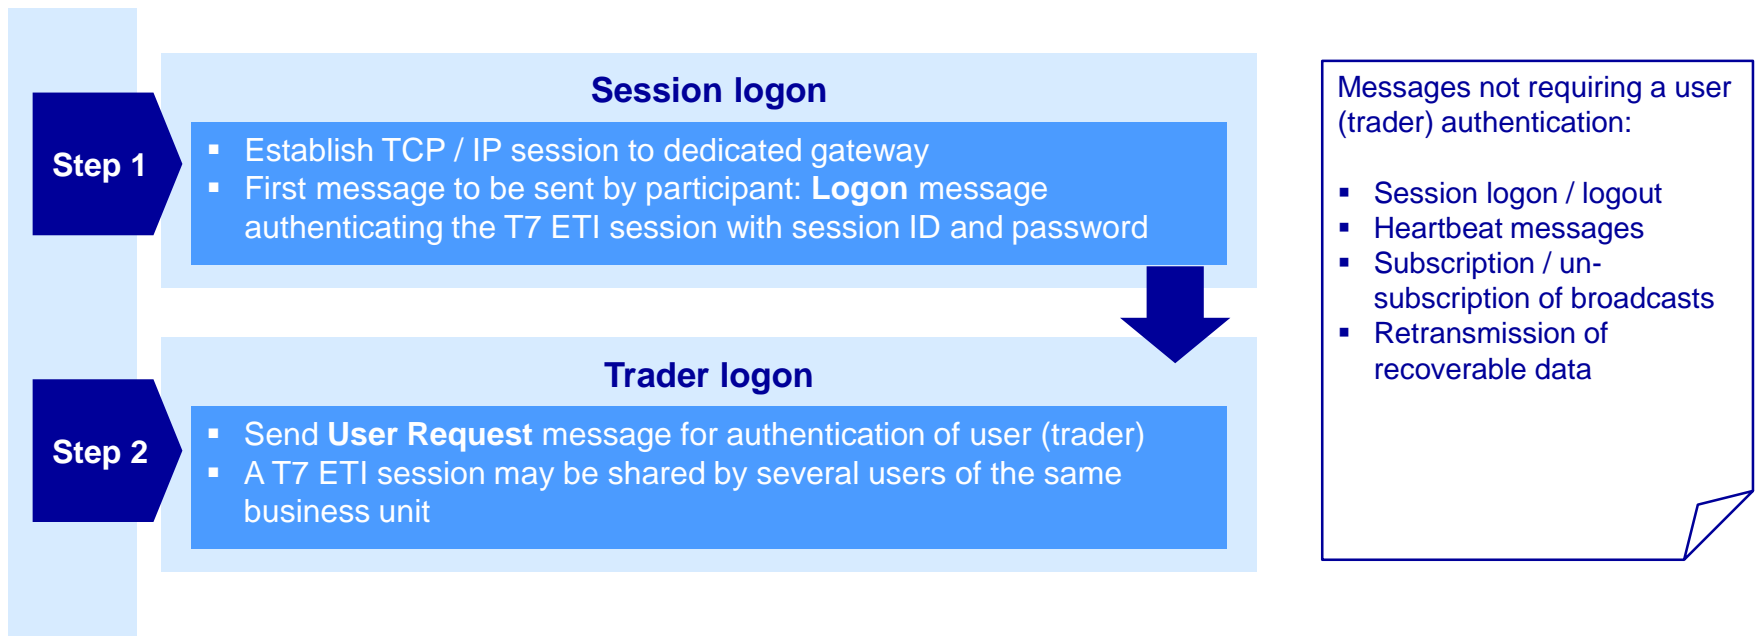 Step 1
Session logon
▪ Establish TCP / IP session to dedicated gateway
▪ First message to be sent by participant: Logon message
authenticating the T7 ETI session with session ID and password
Step 2
Trader logon
▪ Send User Request message for authentication of user (trader)
▪ A T7 ETI session may be shared by several users of the same
business unit
Messages not requiring a user
(trader) authentication:
▪ Session logon / logout
▪ Heartbeat messages
▪ Subscription / un-
subscription of broadcasts
▪ Retransmission of
recoverable data